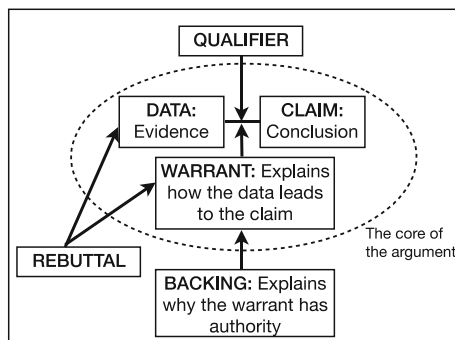 QUALIFIER
DATA:
Evidence
CLAIM:
Conclusion
WARRANT: Explains
how the data leads
to the claim
The core of
the argument
REBUTTAL
BACKING: Explains
why the warrant has
authority